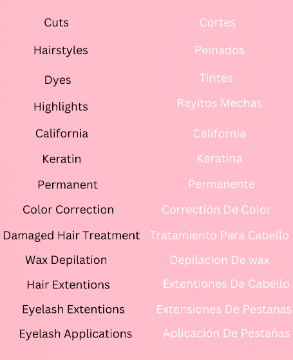 Cuts Cortes
Hairstyles Peinados
Dyes Tintes
Highlights Rayitos Mechas
California California
Keratin Keratina
Permanent Permanente
Color Correction Corrección De Color
Damaged Hair Treatment Tratamiento Para Cabello
Wax Depilation Depilacion De wax
Hair Extentions Extentiones De Cabello
Eyelash Extentions Extensiones De Pestanas
Eyelash Applications Aplicación De Pestañas